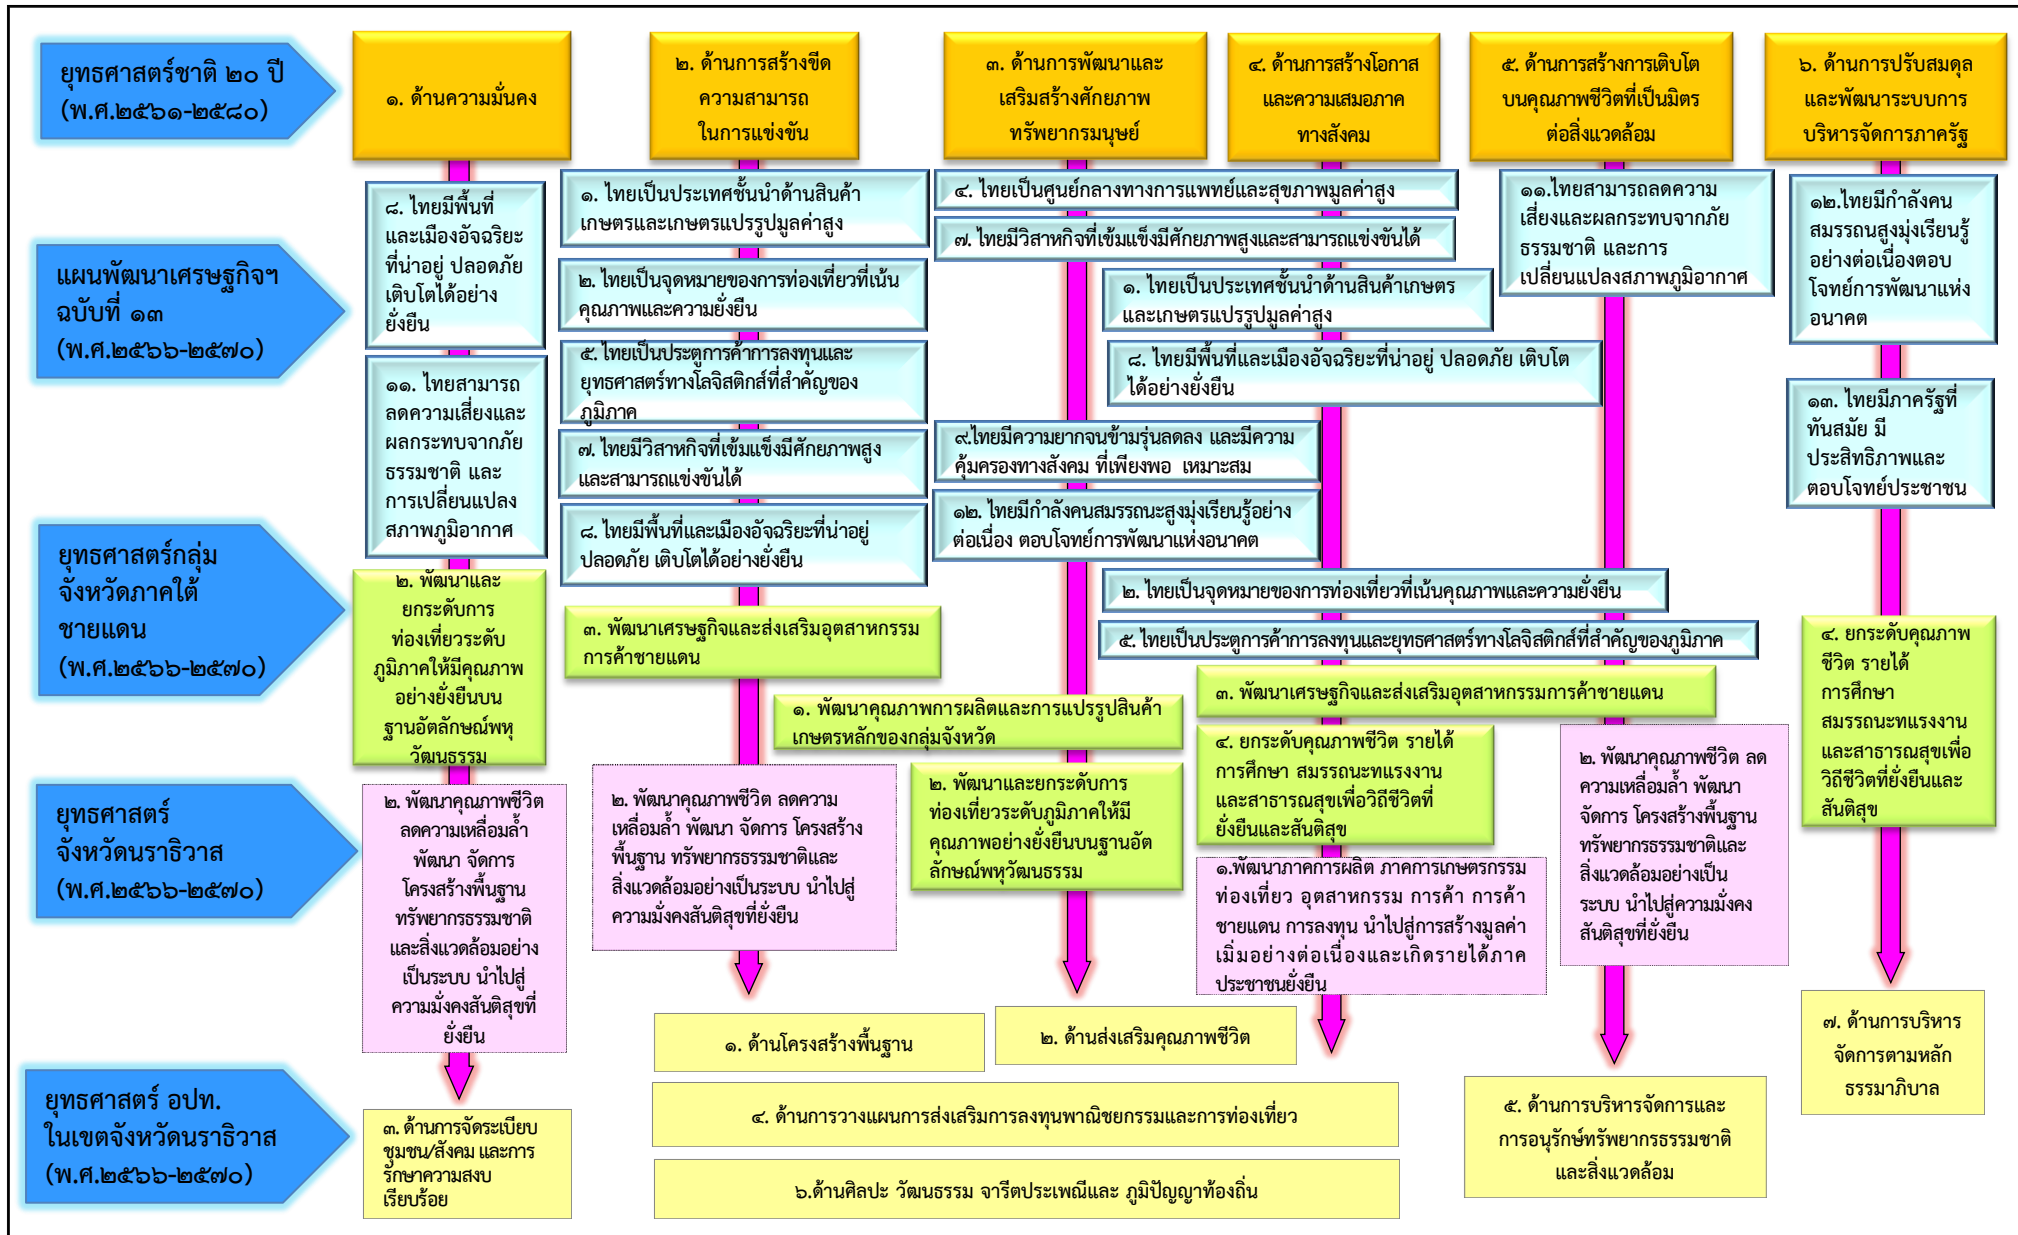 ยุทธศาสตร์ชาติ ๒๐ ปี
(พ.ศ.๒๕๖๑-๒๕๘๐)
๑. ด้านความมั่นคง
๒. ด้านการสร้างขีด
ความสามารถ
ในการแข่งขัน
๓. ด้านการพัฒนาและ
เสริมสร้างศักยภาพ
ทรัพยากรมนุษย์
๔. ด้านการสร้างโอกาส
และความเสมอภาค
ทางสังคม
๕. ด้านการสร้างการเติบโต
บนคุณภาพชีวิตที่เป็นมิตร
ต่อสิ่งแวดล้อม
๖. ด้านการปรับสมดุล
และพัฒนาระบบการ
บริหารจัดการภาครัฐ
แผนพัฒนาเศรษฐกิจฯ
ฉบับที่ ๑๓
(พ.ศ.๒๕๖๖-๒๕๗๐)
๘. ไทยมีพื้นที่
และเมืองอัจฉริยะ
ที่น่าอยู่ ปลอดภัย
เติบโตได้อย่าง
ยั่งยืน
๑๑. ไทยสามารถ
ลดความเสี่ยงและ
ผลกระทบจากภัย
ธรรมชาติ และ
การเปลี่ยนแปลง
สภาพภูมิอากาศ
๑. ไทยเป็นประเทศชั้นนำด้านสินค้า
เกษตรและเกษตรแปรรูปมูลค่าสูง
๒. ไทยเป็นจุดหมายของการท่องเที่ยวที่เน้น
คุณภาพและความยั่งยืน
๕. ไทยเป็นประตูการค้าการลงทุนและ
ยุทธศาสตร์ทางโลจิสติกส์ที่สำคัญของ
ภูมิภาค
๗. ไทยมีวิสาหกิจที่เข้มแข็งมีศักยภาพสูง
และสามารถแข่งขันได้
๘. ไทยมีพื้นที่และเมืองอัจฉริยะที่น่าอยู่
ปลอดภัย เติบโตได้อย่างยั่งยืน
๔. ไทยเป็นศูนย์กลางทางการแพทย์และสุขภาพมูลค่าสูง
๗. ไทยมีวิสาหกิจที่เข้มแข็งมีศักยภาพสูงและสามารถแข่งขันได้
๑. ไทยเป็นประเทศชั้นนำด้านสินค้าเกษตร
และเกษตรแปรรูปมูลค่าสูง
๘. ไทยมีพื้นที่และเมืองอัจฉริยะที่น่าอยู่ ปลอดภัย เติบโต
ได้อย่างยั่งยืน
๙.ไทยมีความยากจนข้ามรุ่นลดลง และมีความ
คุ้มครองทางสังคม ที่เพียงพอ เหมาะสม
๑๒. ไทยมีกำลังคนสมรรถนะสูงมุ่งเรียนรู้อย่าง
ต่อเนื่อง ตอบโจทย์การพัฒนาแห่งอนาคต
๒. ไทยเป็นจุดหมายของการท่องเที่ยวที่เน้นคุณภาพและความยั่งยืน
๕. ไทยเป็นประตูการค้าการลงทุนและยุทธศาสตร์ทางโลจิสติกส์ที่สำคัญของภูมิภาค
๑๑.ไทยสามารถลดความ
เสี่ยงและผลกระทบจากภัย
ธรรมชาติ และการ
เปลี่ยนแปลงสภาพภูมิอากาศ
๑๒.ไทยมีกำลังคน
สมรรถนสูงมุ่งเรียนรู้
อย่างต่อเนื่องตอบ
โจทย์การพัฒนาแห่ง
อนาคต
๑๓. ไทยมีภาครัฐที่
ทันสมัย มี
ประสิทธิภาพและ
ตอบโจทย์ประชาชน
ยุทธศาสตร์กลุ่ม
จังหวัดภาคใต้
ชายแดน
(พ.ศ.๒๕๖๖-๒๕๗๐)
๒. พัฒนาและ
ยกระดับการ
ท่องเที่ยวระดับ
ภูมิภาคให้มีคุณภาพ
อย่างยั่งยืนบน
ฐานอัตลักษณ์พหุ
วัฒนธรรม
๓. พัฒนาเศรษฐกิจและส่งเสริมอุตสาหกรรม
การค้าชายแดน
๑. พัฒนาคุณภาพการผลิตและการแปรรูปสินค้า
เกษตรหลักของกลุ่มจังหวัด
๒. พัฒนาและยกระดับการ
ท่องเที่ยวระดับภูมิภาคให้มี
คุณภาพอย่างยั่งยืนบนฐานอัต
ลักษณ์พหุวัฒนธรรม
๓. พัฒนาเศรษฐกิจและส่งเสริมอุตสาหกรรมการค้าชายแดน
๔. ยกระดับคุณภาพชีวิต รายได้
การศึกษา สมรรถนะทแรงงาน
และสาธารณสุขเพื่อวิถีชีวิตที่
ยั่งยืนและสันติสุข
๔. ยกระดับคุณภาพ
ชีวิต รายได้
การศึกษา
สมรรถนะทแรงงาน
และสาธารณสุขเพื่อ
วิถีชีวิตที่ยั่งยืนและ
สันติสุข
ยุทธศาสตร์
จังหวัดนราธิวาส
(พ.ศ.๒๕๖๖-๒๕๗๐)
๒. พัฒนาคุณภาพชีวิต
ลดความเหลื่อมล้ำ
พัฒนา จัดการ
โครงสร้างพื้นฐาน
ทรัพยากรธรรมชาติ
และสิ่งแวดล้อมอย่าง
เป็นระบบ นำไปสู่
ความมั่งคงสันติสุขที่
ยั่งยืน
๒. พัฒนาคุณภาพชีวิต ลดความ
เหลื่อมล้ำ พัฒนา จัดการ โครงสร้าง
พื้นฐาน ทรัพยากรธรรมชาติและ
สิ่งแวดล้อมอย่างเป็นระบบ นำไปสู่
ความมั่งคงสันติสุขที่ยั่งยืน
๑.พัฒนาภาคการผลิต ภาคการเกษตรกรรม
ท่องเที่ยว อุตสาหกรรม การค้า การค้า
ชายแดน การลงทุน นำไปสู่การสร้างมูลค่า
เมิ่มอย่างต่อเนื่องและเกิดรายได้ภาค
ประชาชนยั่งยืน
๒. พัฒนาคุณภาพชีวิต ลด
ความเหลื่อมล้ำ พัฒนา
จัดการ โครงสร้างพื้นฐาน
ทรัพยากรธรรมชาติและ
สิ่งแวดล้อมอย่างเป็น
ระบบ นำไปสู่ความมั่งคง
สันติสุขที่ยั่งยืน
ยุทธศาสตร์ อปท.
ในเขตจังหวัดนราธิวาส
(พ.ศ.๒๕๖๖-๒๕๗๐)
๓. ด้านการจัดระเบียบ
ชุมชน/สังคม และการ
รักษาความสงบ
เรียบร้อย
๑. ด้านโครงสร้างพื้นฐาน
๒. ด้านส่งเสริมคุณภาพชีวิต
๔. ด้านการวางแผนการส่งเสริมการลงทุนพาณิชยกรรมและการท่องเที่ยว
๖.ด้านศิลปะ วัฒนธรรม จารีตประเพณีและ ภูมิปัญญาท้องถิ่น
๕. ด้านการบริหารจัดการและ
การอนุรักษ์ทรัพยากรธรรมชาติ
และสิ่งแวดล้อม
๗. ด้านการบริหาร
จัดการตามหลัก
ธรรมาภิบาล